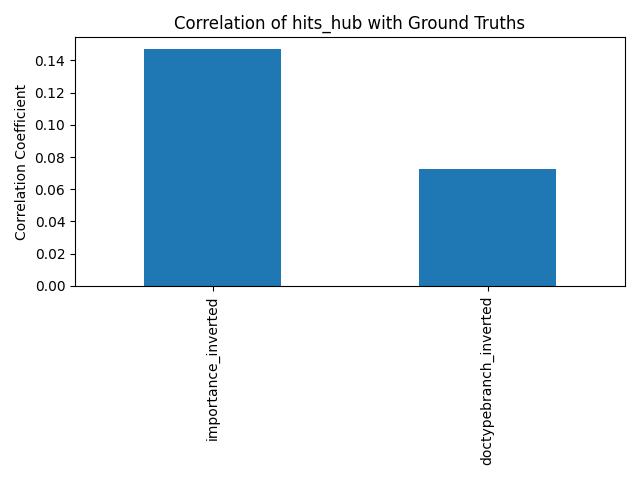 Correlation of hits_hub with Ground Truths
Correlation Coefficient
0.14
0.12
0.10
0.08
0.06
0.04
0.02
0.00
importance_inverted
doctypebranch_inverted